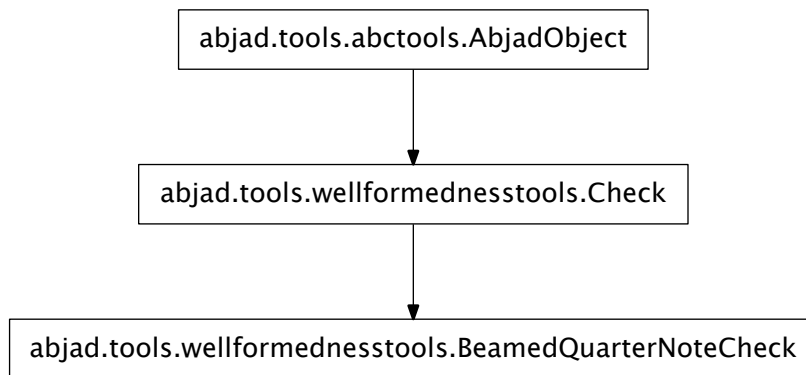 abjad.tools.abctools.AbjadObject
abjad.tools.wellformednesstools.Check
abjad.tools.wellformednesstools.BeamedQuarterNoteCheck